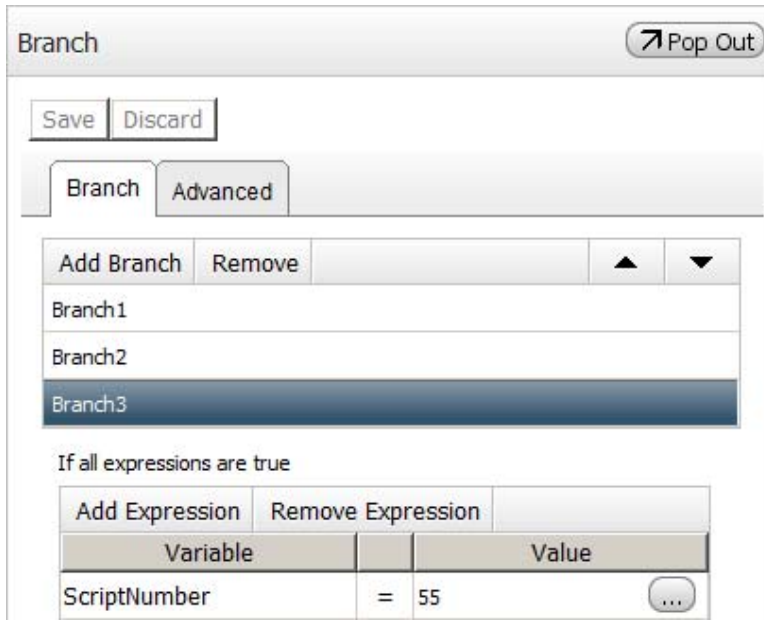 Branch Pop Out
Save Discard
Branch Advanced
Add Branch Remove
Branch1
Branch2
Branch3
If all expressions are true
Add Expression Remove Expression
Variable Value
ScriptNumber = 55 ...